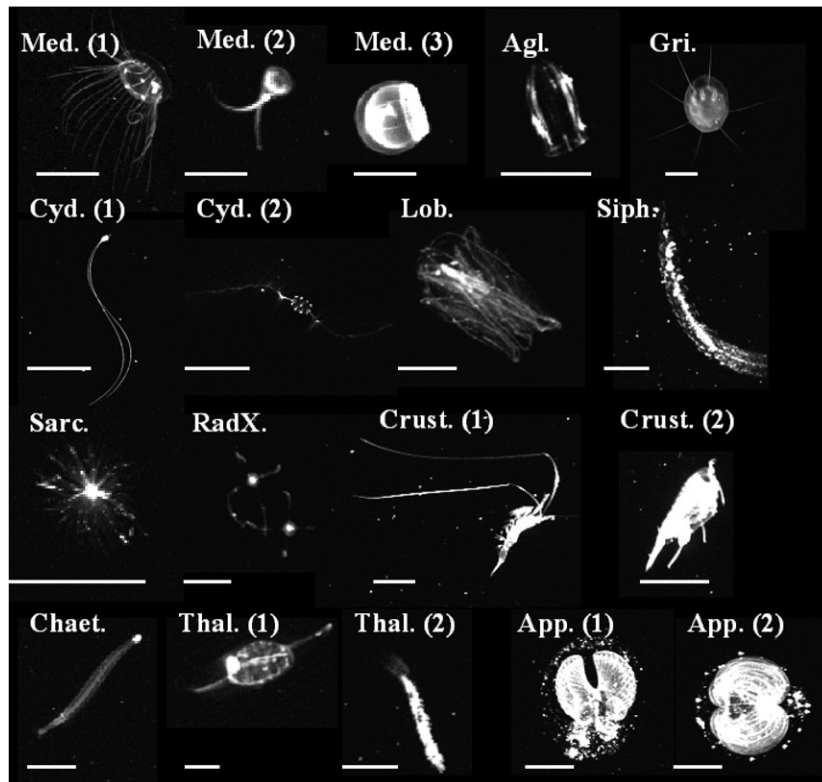 Med. (1) Med. (2) Med. (3) Agl. Gri.
Cyd. (1) Cyd. (2) Lob. Siph.
Sarc. RadX. Crust. (1) Crust. (2)
Chaet. Thal. (1) Thal. (2) App. (1) App. (2)